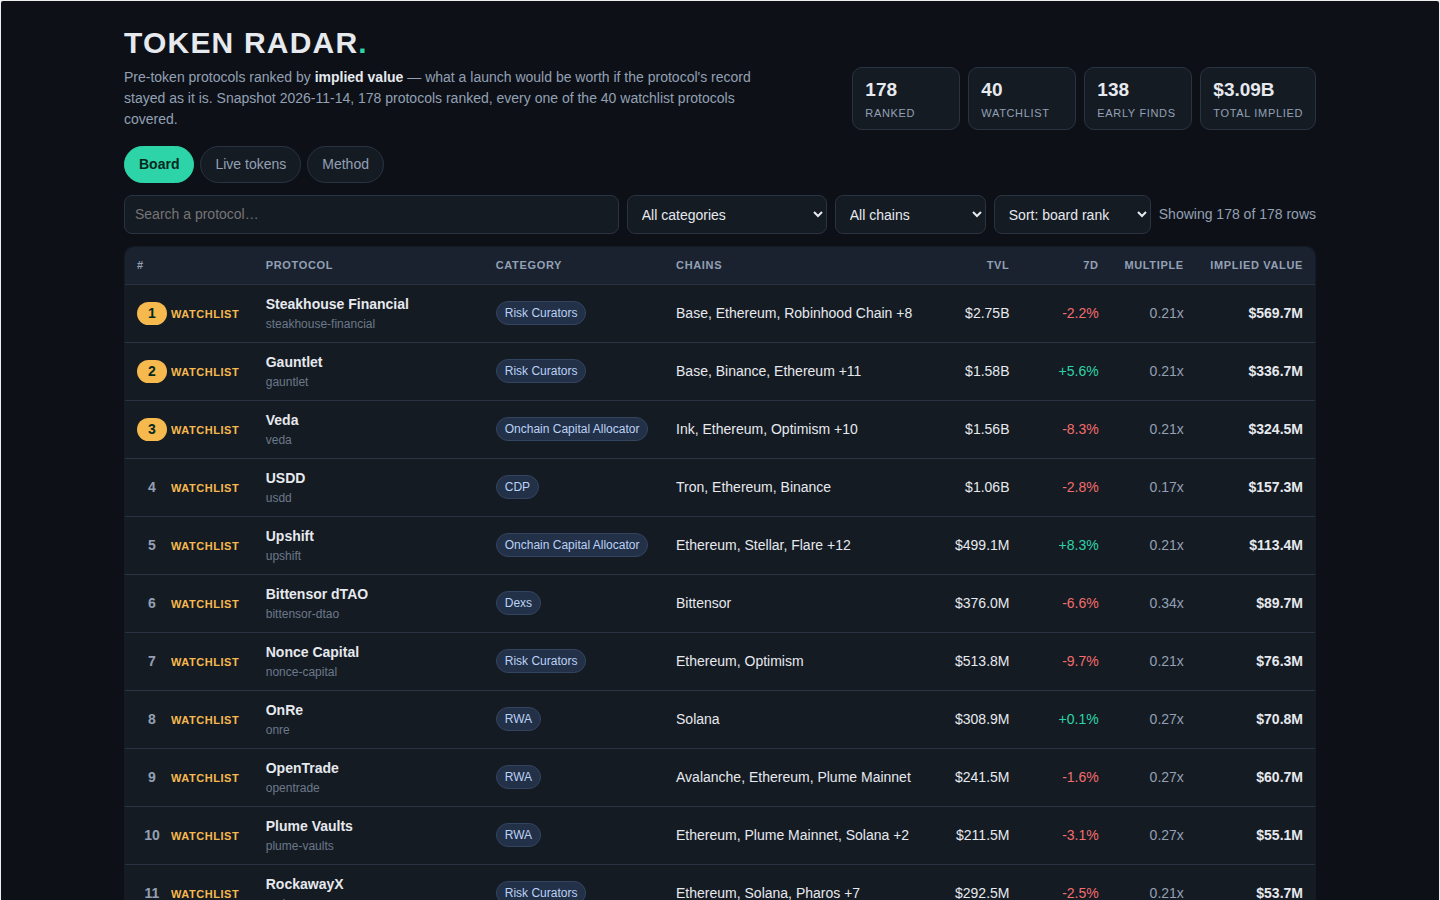 TOKEN RADAR.
Pre-token protocols ranked by implied value — what a launch would be worth if the protocol's record
stayed as it is. Snapshot 2026-11-14, 178 protocols ranked, every one of the 40 watchlist protocols
covered.
178 RANKED
40 WATCHLIST
138 EARLY FINDS
$3.09B TOTAL IMPLIED
Board Live tokens Method
Search a protocol… All categories All chains Sort: board rank Showing 178 of 178 rows
# PROTOCOL CATEGORY CHAINS TVL 7D MULTIPLE IMPLIED VALUE
1 WATCHLIST Steakhouse Financial Risk Curators Base, Ethereum, Robinhood Chain +8 $2.75B -2.2% 0.21x $569.7M
steakhouse-financial
2 WATCHLIST Gauntlet Risk Curators Base, Binance, Ethereum +11 $1.58B +5.6% 0.21x $336.7M
gauntlet
3 WATCHLIST Veda Onchain Capital Allocator Ink, Ethereum, Optimism +10 $1.56B -8.3% 0.21x $324.5M
veda
4 WATCHLIST USDD CDP Tron, Ethereum, Binance $1.06B -2.8% 0.17x $157.3M
usdd
5 WATCHLIST Upshift Onchain Capital Allocator Ethereum, Stellar, Flare +12 $499.1M +8.3% 0.21x $113.4M
upshift
6 WATCHLIST Bittensor dTAO Dexs Bittensor $376.0M -6.6% 0.34x $89.7M
bittensor-dtao
7 WATCHLIST Nonce Capital Risk Curators Ethereum, Optimism $513.8M -9.7% 0.21x $76.3M
nonce-capital
8 WATCHLIST OnRe RWA Solana $308.9M +0.1% 0.27x $70.8M
onre
9 WATCHLIST OpenTrade RWA Avalanche, Ethereum, Plume Mainnet $241.5M -1.6% 0.27x $60.7M
opentrade
10 WATCHLIST Plume Vaults RWA Ethereum, Plume Mainnet, Solana +2 $211.5M -3.1% 0.27x $55.1M
plume-vaults
11 WATCHLIST RockawayX Risk Curators Ethereum, Solana, Pharos +7 $292.5M -2.5% 0.21x $53.7M